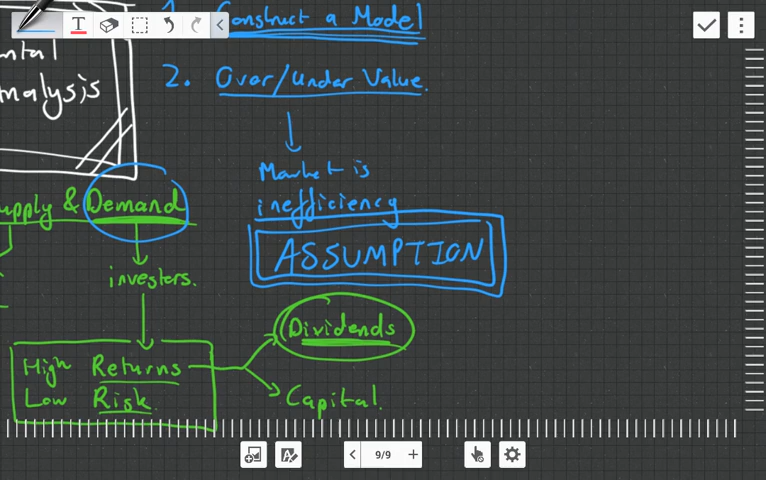 T
1. Construct a Model
2. Over/Under Value.
ntal
nalysis
Market is
inefficiency
ASSUMPTION
upply & Demand
investers.
High Returns
Low Risk.
Dividends
Capital.
9/9